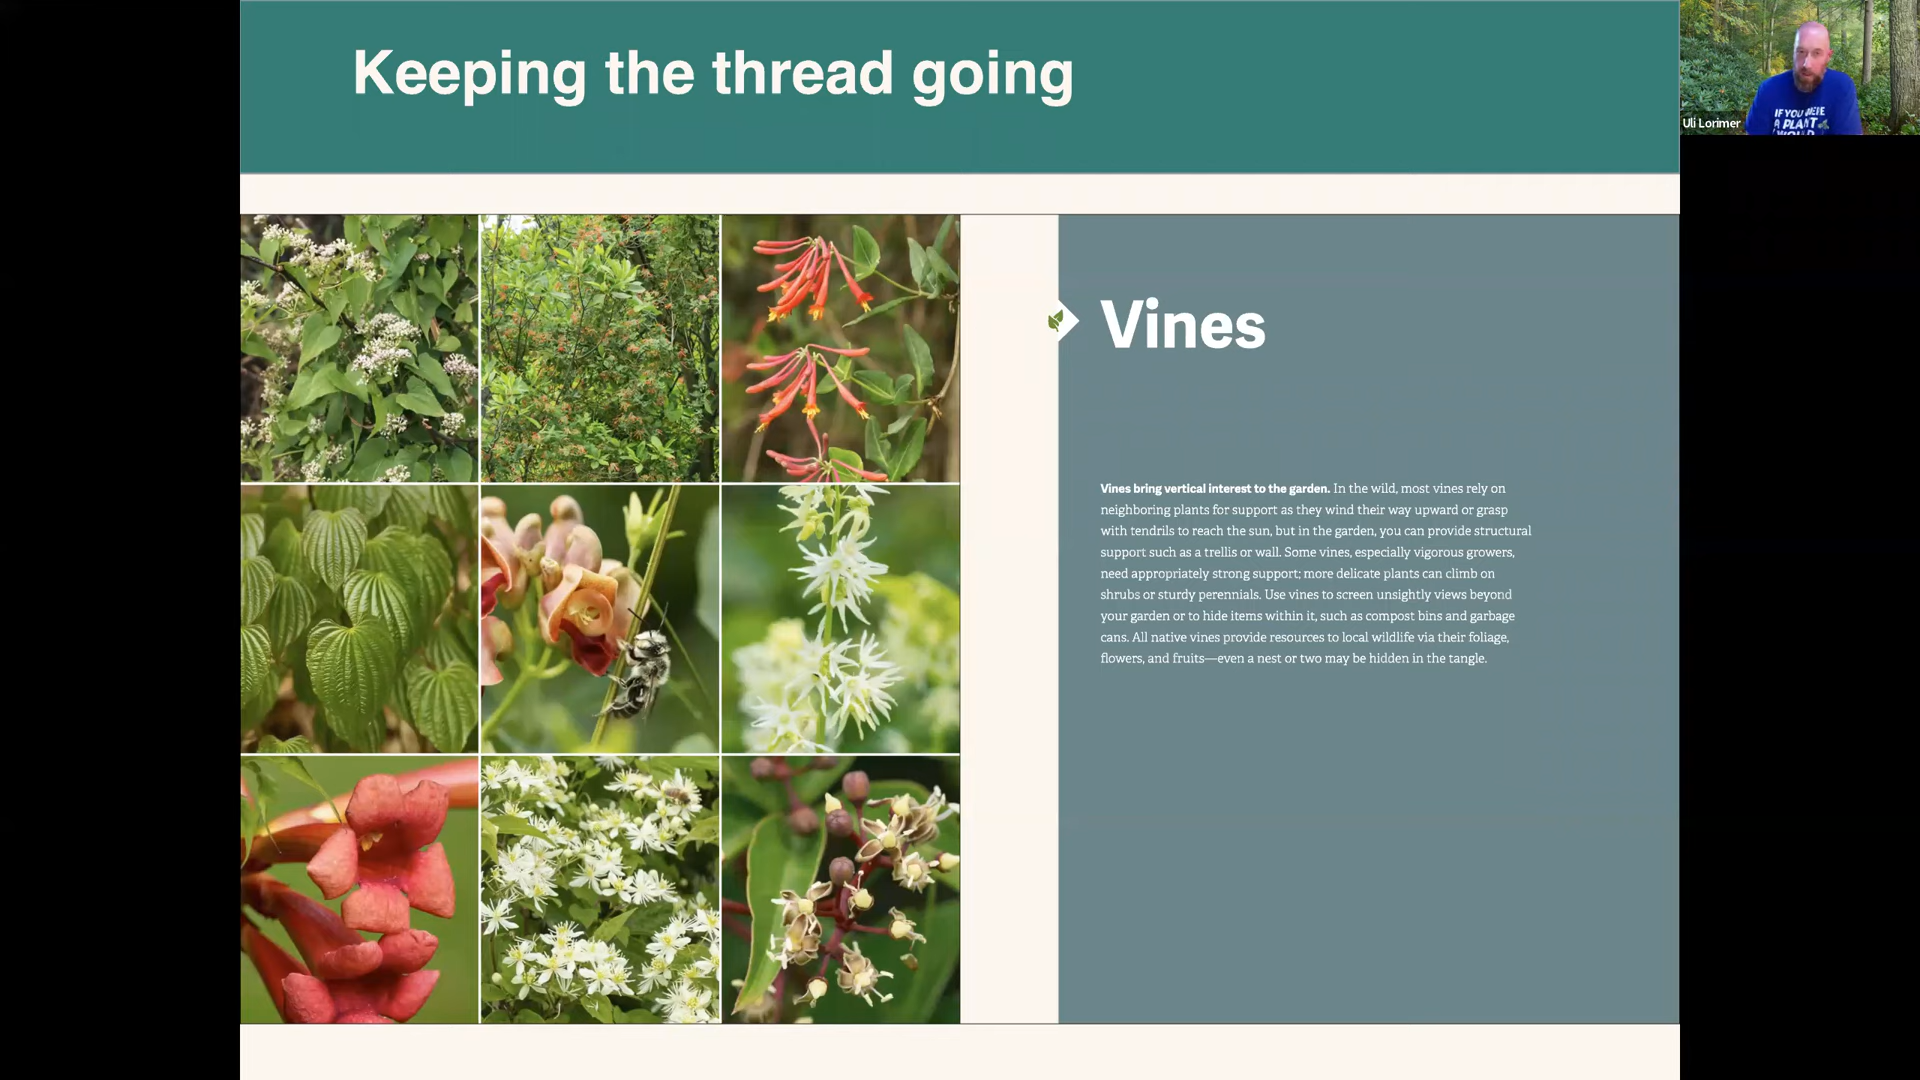 Keeping the thread going
Uli Lorimer
IF YOU WERE
A PLANT
WOULD
Vines
Vines bring vertical interest to the garden. In the wild, most vines rely on
neighboring plants for support as they wind their way upward or grasp
with tendrils to reach the sun, but in the garden, you can provide structural
support such as a trellis or wall. Some vines, especially vigorous growers,
need appropriately strong support; more delicate plants can climb on
shrubs or sturdy perennials. Use vines to screen unsightly views beyond
your garden or to hide items within it, such as compost bins and garbage
cans. All native vines provide resources to local wildlife via their foliage,
flowers, and fruits—even a nest or two may be hidden in the tangle.